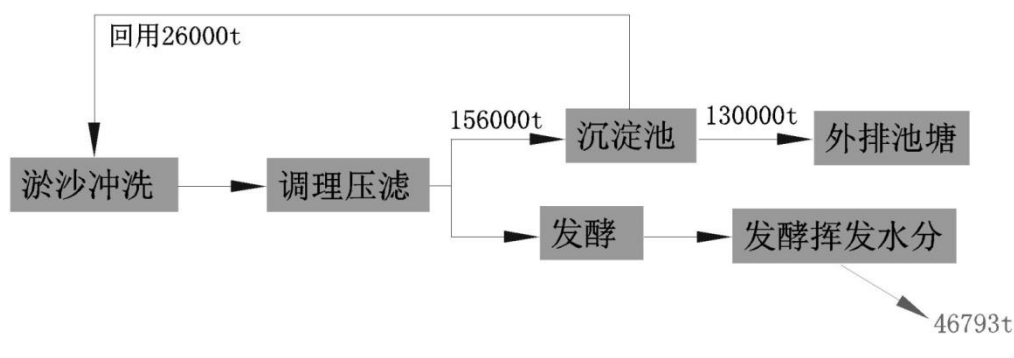 回用26000t
156000t
沉淀池
130000t
外排池塘
淤沙冲洗
调理压滤
发酵
发酵挥发水分
46793t